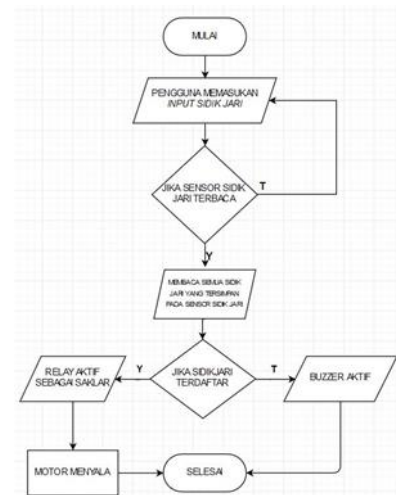 MULAI
PENGGUNA MEMASUKAN
INPUT SIDIK JARI
JIKA SENSOR SIDIK
JARI TERBACA
T
Y
MEMBACA SEMUA SIDIK
JARI YANG TERSIMPAN
PADA SENSOR SIDIK JARI
RELAY AKTIF
SEBAGAI SAKLAR
Y
JIKA SIDIKJARI
TERDAFTAR
T
BUZZER AKTIF
MOTOR MENYALA
SELESAI